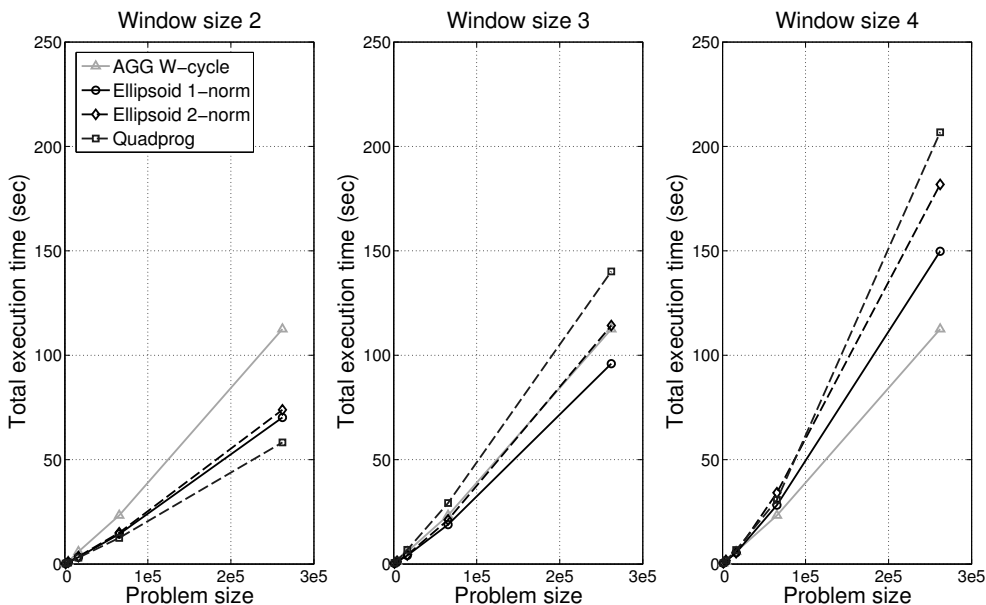 Window size 2
Window size 3
Window size 4
AGG W-cycle
Ellipsoid 1-norm
Ellipsoid 2-norm
Quadprog
Total execution time (sec)
250
200
150
100
50
0
0 1e5 2e5 3e5
Problem size
Total execution time (sec)
250
200
150
100
50
0
0 1e5 2e5 3e5
Problem size
Total execution time (sec)
250
200
150
100
50
0
0 1e5 2e5 3e5
Problem size